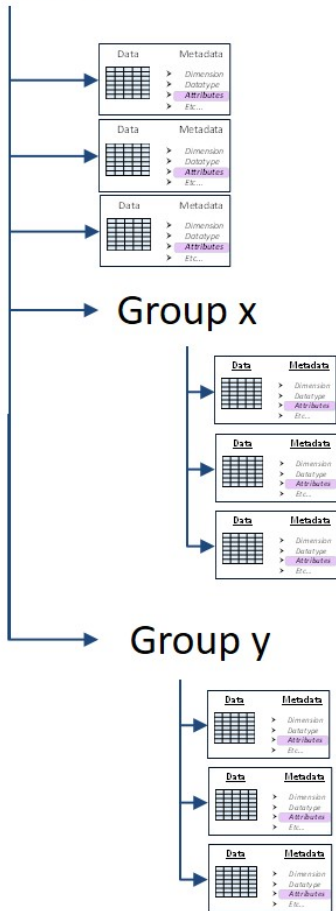 Data Metadata
Dimension
Datatype
Attributes
Etc...
Data Metadata
Dimension
Datatype
Attributes
Etc...
Data Metadata
Dimension
Datatype
Attributes
Etc...
Group x
Data Metadata
Dimension
Datatype
Attributes
Etc...
Data Metadata
Dimension
Datatype
Attributes
Etc...
Data Metadata
Dimension
Datatype
Attributes
Etc...
Group y
Data Metadata
Dimension
Datatype
Attributes
Etc...
Data Metadata
Dimension
Datatype
Attributes
Etc...
Data Metadata
Dimension
Datatype
Attributes
Etc...